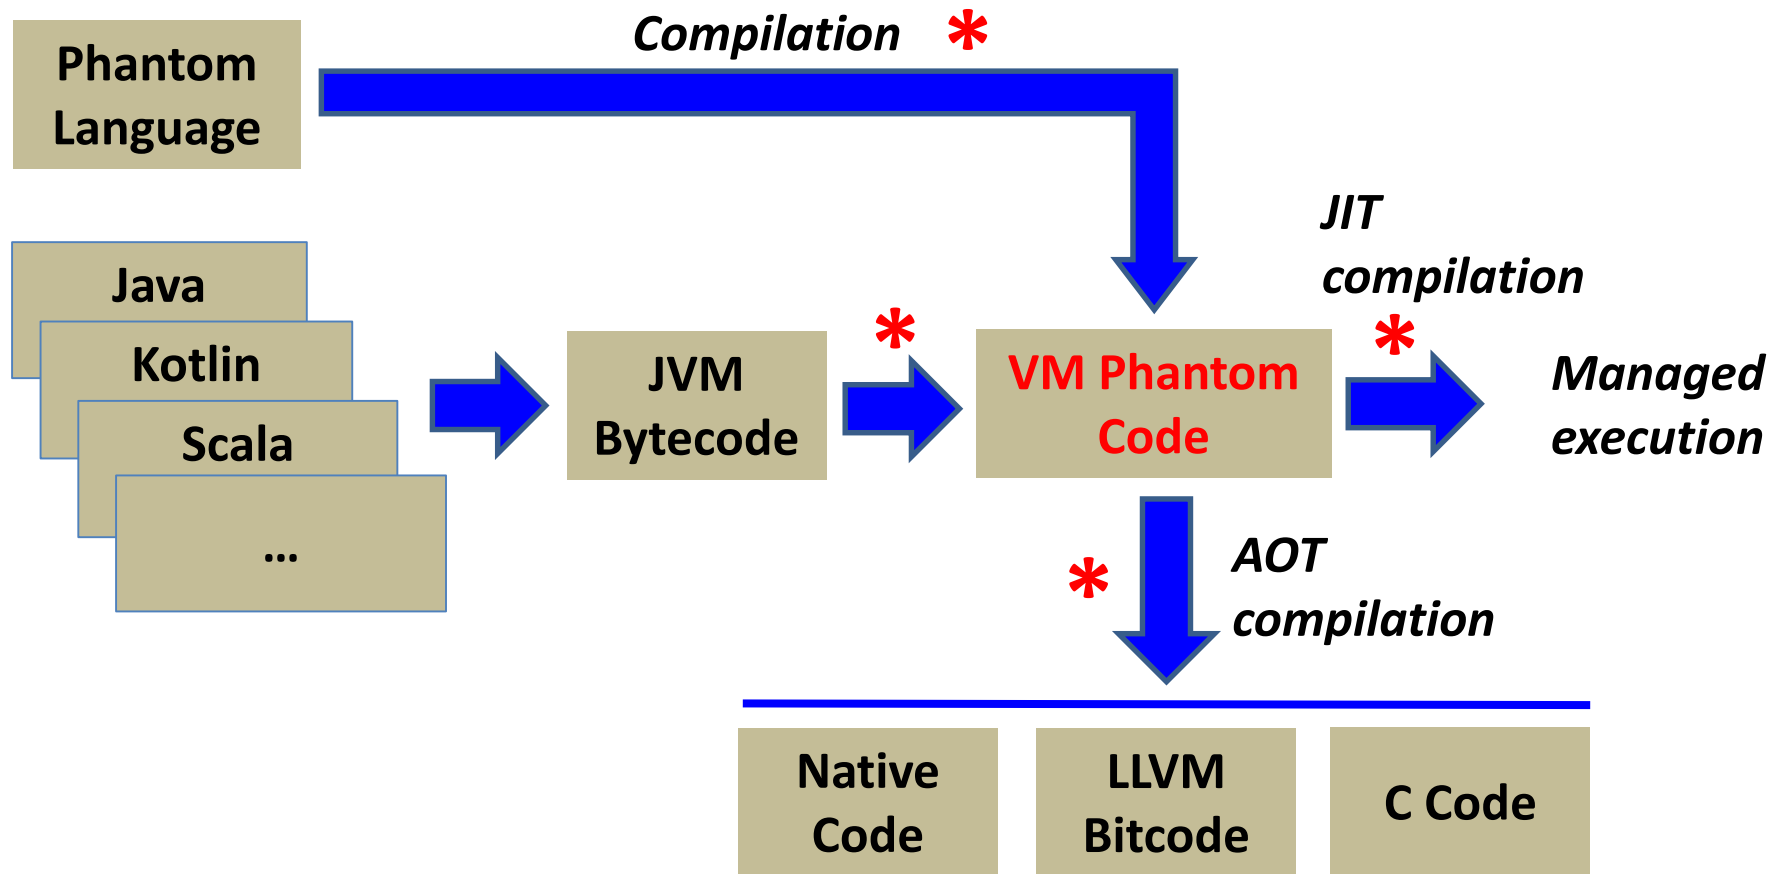 Compilation *
Phantom
Language
JIT
compilation
Java
Kotlin
Scala
...
JVM
Bytecode
*
VM Phantom
Code
*
Managed
execution
*
AOT
compilation
Native
Code
LLVM
Bitcode
C Code